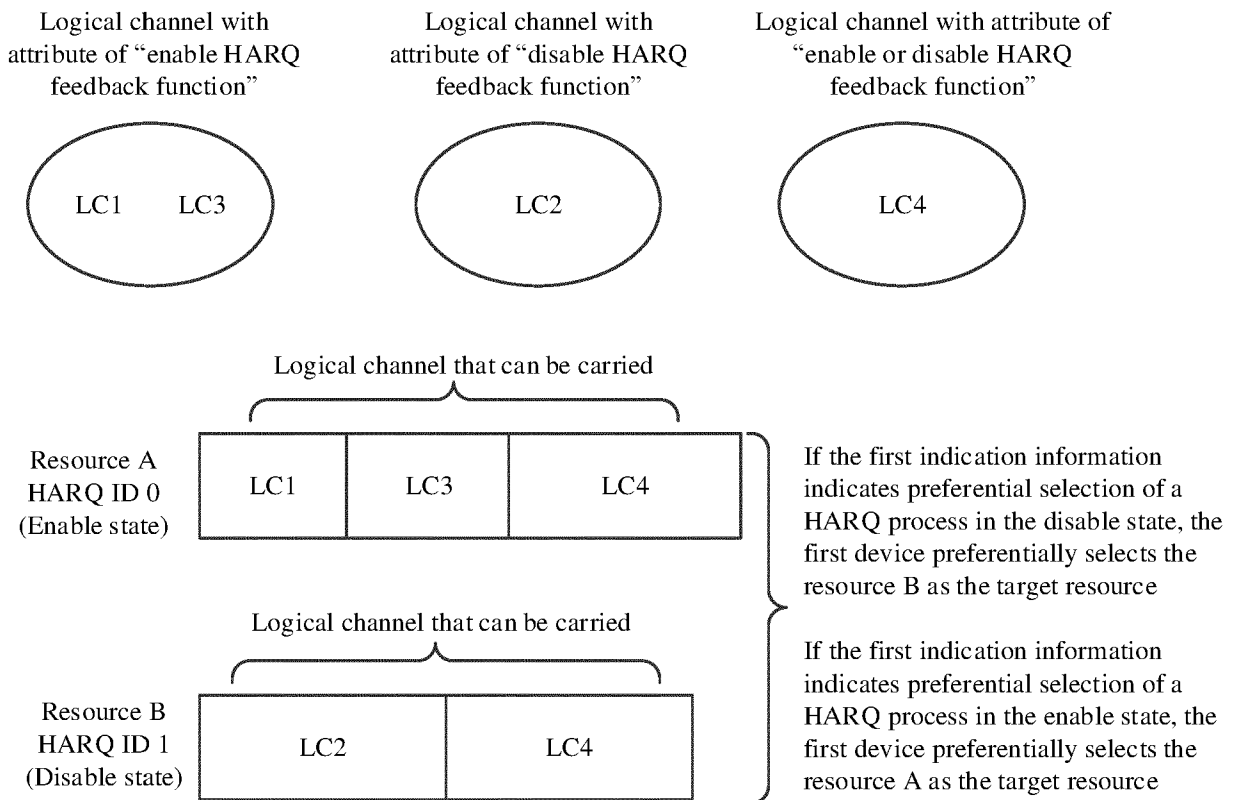 Logical channel with
attribute of “enable HARQ
feedback function”
Logical channel with
attribute of “disable HARQ
feedback function”
Logical channel with attribute of
“enable or disable HARQ
feedback function”
LC1
LC3
LC2
LC4
Logical channel that can be carried
Resource A
HARQ ID 0
(Enable state)
LC1
LC3
LC4
If the first indication information
indicates preferential selection of a
HARQ process in the disable state, the
first device preferentially selects the
resource B as the target resource
Logical channel that can be carried
Resource B
HARQ ID 1
(Disable state)
LC2
LC4
If the first indication information
indicates preferential selection of a
HARQ process in the enable state, the
first device preferentially selects the
resource A as the target resource